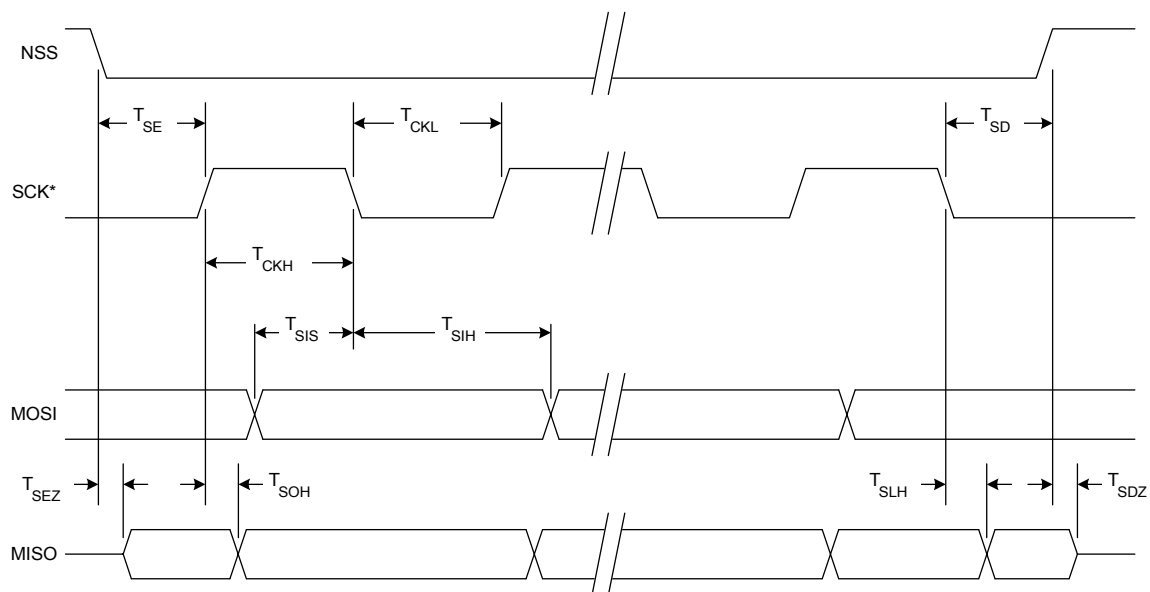 NSS
T_SE
T_CKL
T_SD
SCK*
T_CKH
T_SIS
T_SIH
MOSI
T_SEZ
T_SOH
T_SLH
T_SDZ
MISO